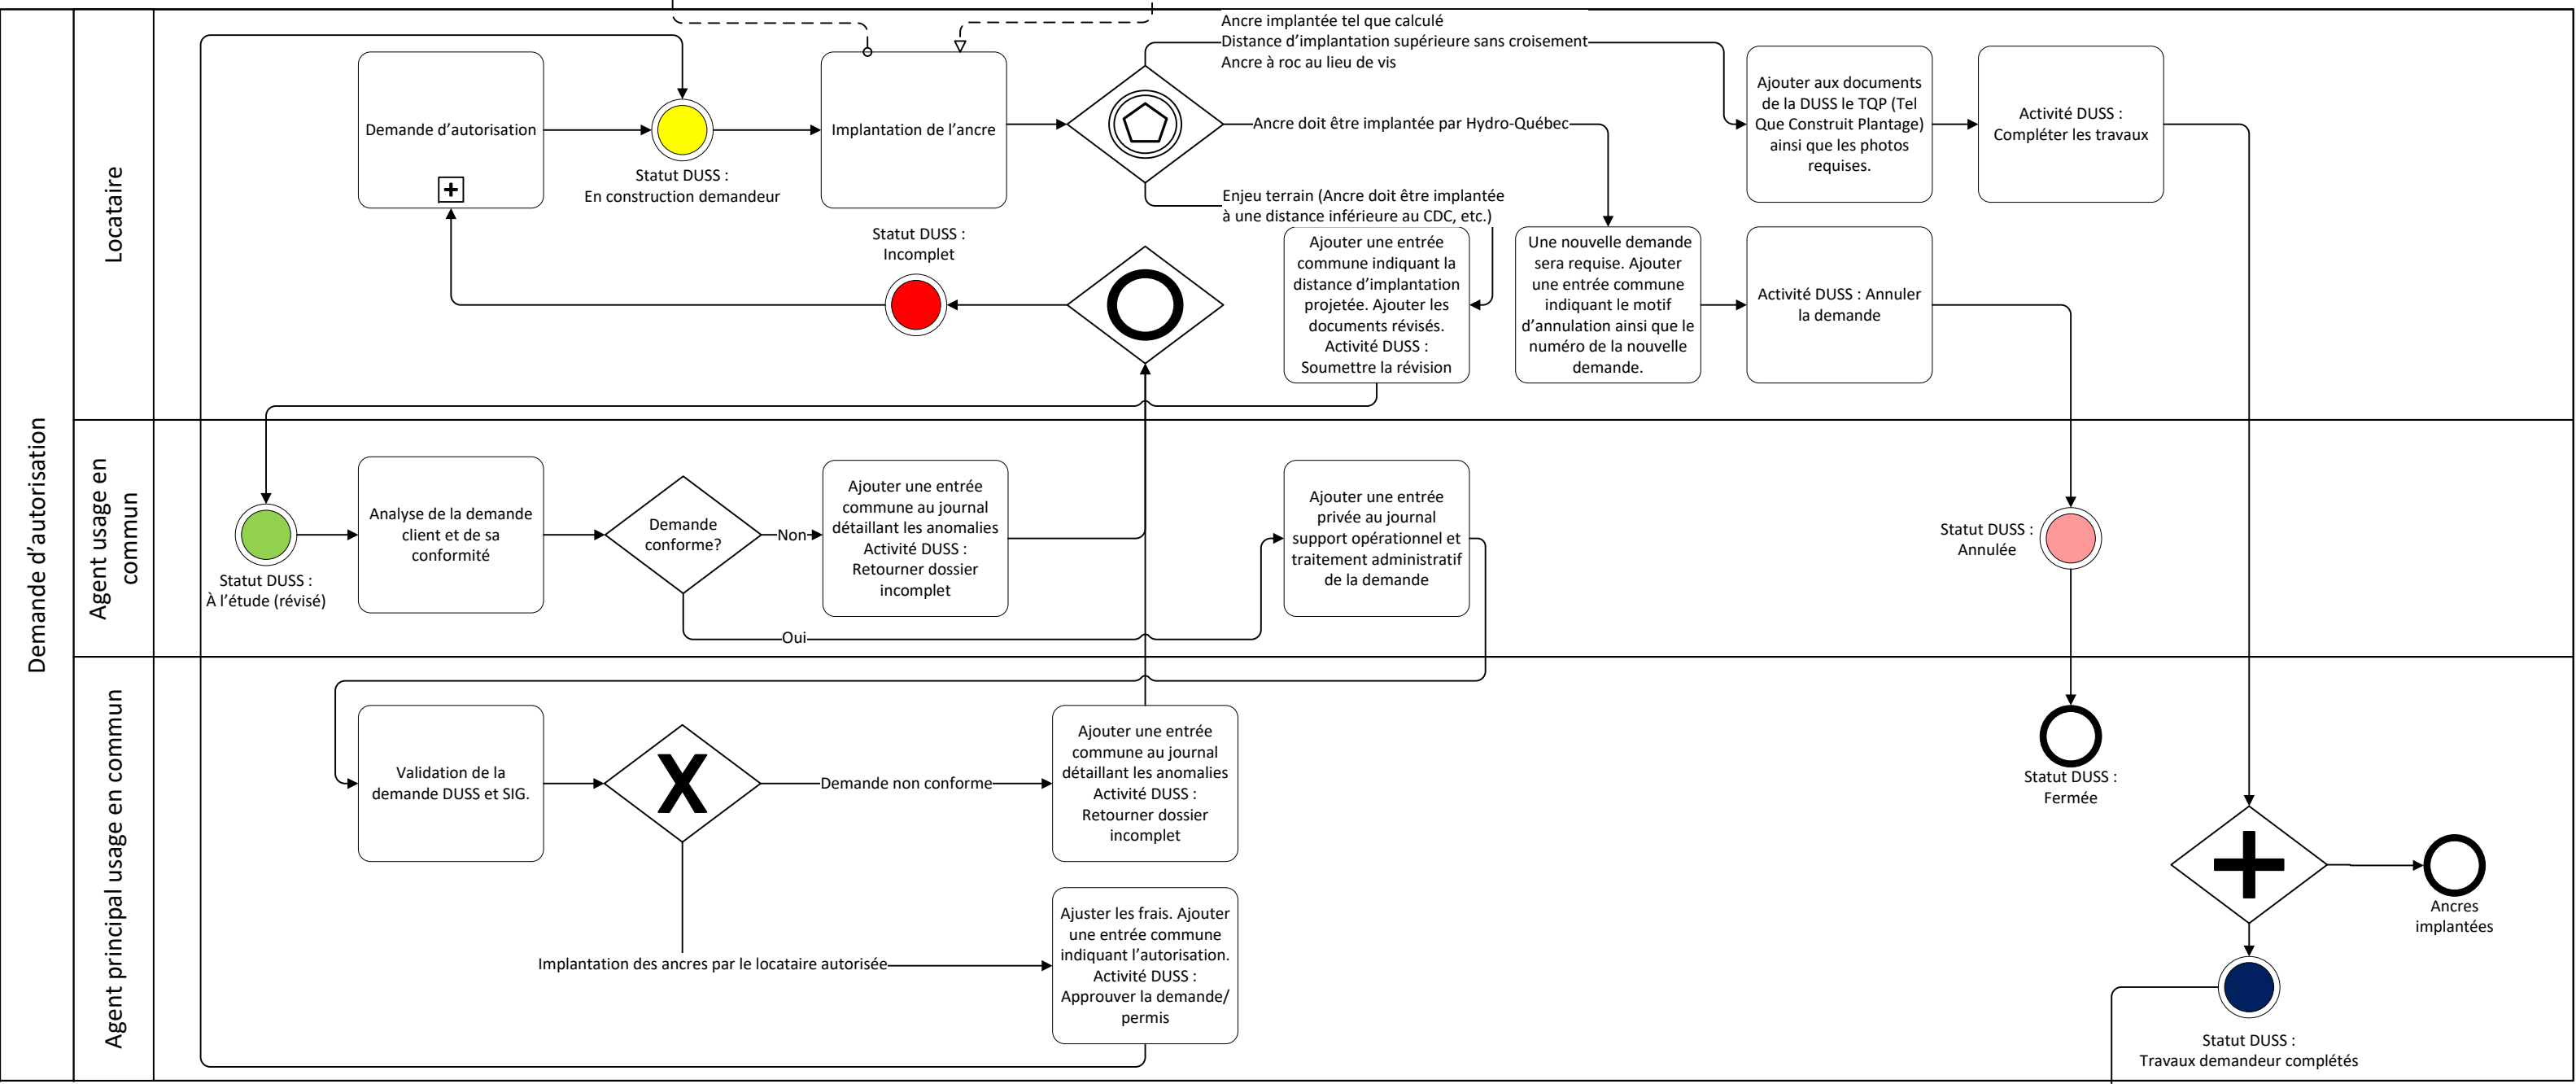 Demande d’autorisation
Locataire
Demande d’autorisation
Statut DUSS :
En construction demandeur
Implantation de l’ancre
Ancre implantée tel que calculé
Distance d’implantation supérieure sans croisement
Ancre à roc au lieu de vis
Ancre doit être implantée par Hydro-Québec
Enjeu terrain (Ancre doit être implantée
à une distance inférieure au CDC, etc.)
Ajouter aux documents
de la DUSS le TQP (Tel
Que Construit Plantage)
ainsi que les photos
requises.
Activité DUSS :
Compléter les travaux
Statut DUSS :
Incomplet
Ajouter une entrée
commune indiquant la
distance d’implantation
projetée. Ajouter les
documents révisés.
Activité DUSS :
Soumettre la révision
Une nouvelle demande
sera requise. Ajouter
une entrée commune
indiquant le motif
d’annulation ainsi que le
numéro de la nouvelle
demande.
Activité DUSS : Annuler
la demande
Agent usage en
commun
Statut DUSS :
À l’étude (révisé)
Analyse de la demande
client et de sa
conformité
Demande
conforme?
Non
Oui
Ajouter une entrée
commune au journal
détaillant les anomalies
Activité DUSS :
Retourner dossier
incomplet
Ajouter une entrée
privée au journal
support opérationnel et
traitement administratif
de la demande
Statut DUSS :
Annulée
Agent principal usage en commun
Validation de la
demande DUSS et SIG.
X
Demande non conforme
Ajouter une entrée
commune au journal
détaillant les anomalies
Activité DUSS :
Retourner dossier
incomplet
Implantation des ancres par le locataire autorisée
Ajuster les frais. Ajouter
une entrée commune
indiquant l’autorisation.
Activité DUSS :
Approuver la demande/
permis
Statut DUSS :
Fermée
Ancres
implantées
Statut DUSS :
Travaux demandeur complétés